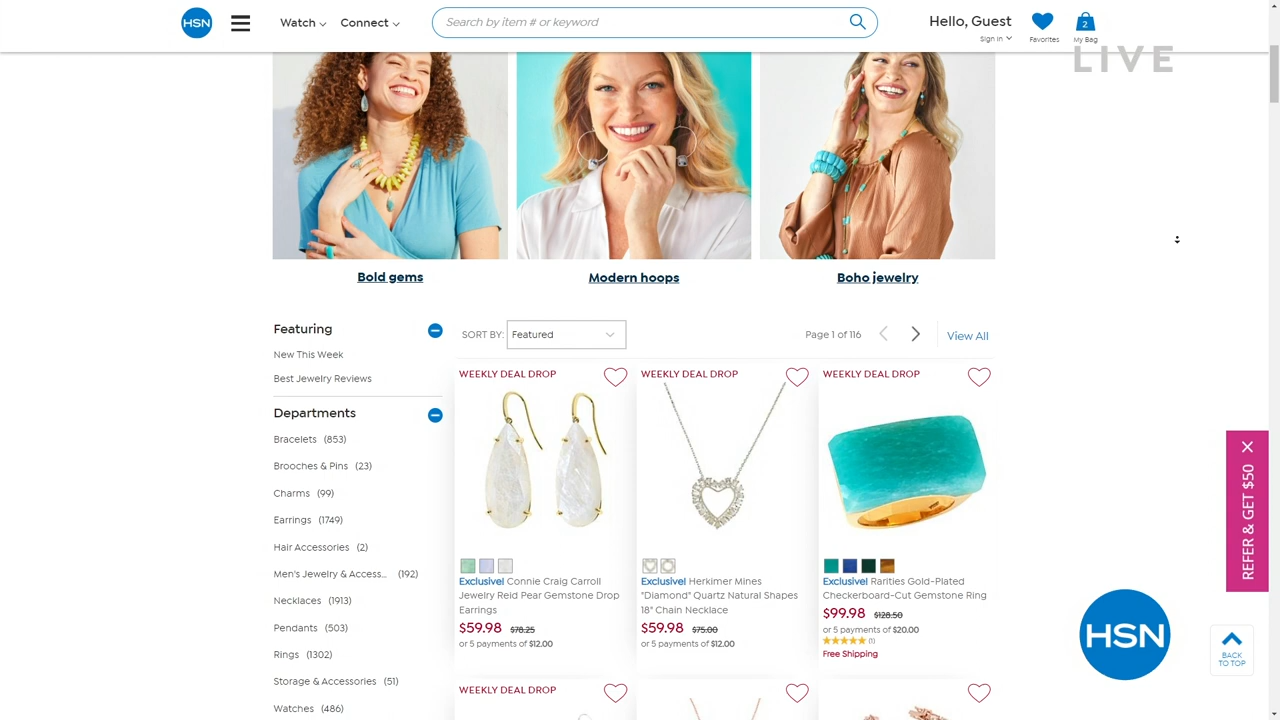 HSN
Watch
Connect
Search by item # or keyword
Hello, Guest
Sign In
Favorites
2
My Bag
LIVE
Bold gems
Modern hoops
Boho jewelry
Featuring
New This Week
Best Jewelry Reviews
Departments
Bracelets (853)
Brooches & Pins (23)
Charms (99)
Earrings (1749)
Hair Accessories (2)
Men's Jewelry & Access... (192)
Necklaces (1913)
Pendants (503)
Rings (1302)
Storage & Accessories (51)
Watches (486)
SORT BY: Featured
Page 1 of 116
View All
WEEKLY DEAL DROP
Exclusive! Connie Craig Carroll
Jewelry Reid Pear Gemstone Drop
Earrings
$59.98 $78.25
or 5 payments of $12.00
WEEKLY DEAL DROP
Exclusive! Herkimer Mines
"Diamond" Quartz Natural Shapes
18" Chain Necklace
$59.98 $75.00
or 5 payments of $12.00
WEEKLY DEAL DROP
Exclusive! Rarities Gold-Plated
Checkerboard-Cut Gemstone Ring
$99.98 $128.50
or 5 payments of $20.00
(1)
Free Shipping
WEEKLY DEAL DROP
REFER & GET $50
HSN
BACK
TO TOP